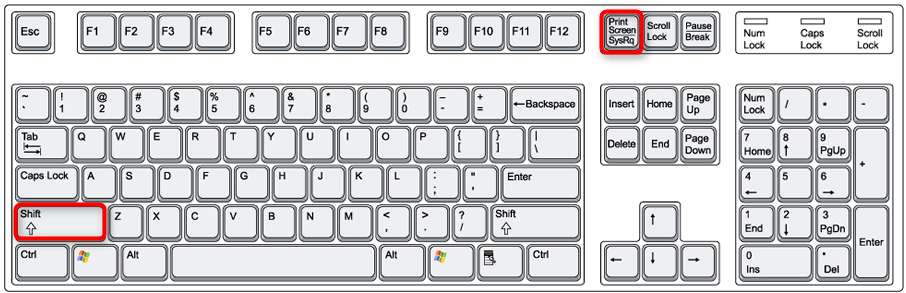 Esc F1 F2 F3 F4 F5 F6 F7 F8 F9 F10 F11 F12
Print Screen SysRq
Scroll Lock
Pause Break
Num Lock
Caps Lock
Scroll Lock
~ `
! 1
@ 2
# 3
$ 4
% 5
^ 6
& 7
* 8
( 9
) 0
_ -
+ =
←Backspace
Insert Home Page Up
Num Lock / * -
Tab Q W E R T Y U I O P { [ } ] | \
Delete End Page Down
7 Home
8 ↑
9 PgUp
+
Caps Lock A S D F G H J K L : ; " ' Enter
4 ←
5
6 →
Shift ⇧ Z X C V B N M < , > . ? / Shift ⇧
↑
1 End
2 ↓
3 PgDn
Enter
Ctrl Alt Alt Ctrl
← ↓ →
0 Ins
* Del